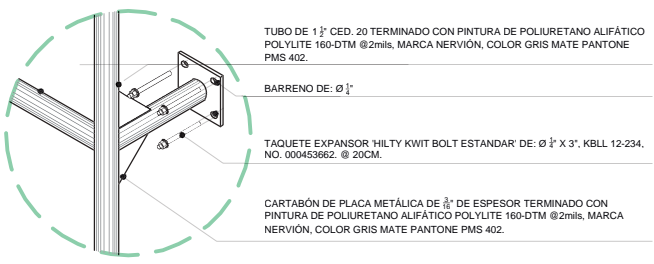 TUBO DE 1 ½" CED. 20 TERMINADO CON PINTURA DE POLIURETANO ALIFÁTICO
POLYLITE 160-DTM @2mils, MARCA NERVIÓN, COLOR GRIS MATE PANTONE
PMS 402.
BARRENO DE: Ø ¼"
TAQUETE EXPANSOR 'HILTY KWIT BOLT ESTANDAR' DE: Ø ¼" X 3", KBLL 12-234,
NO. 000453662. @ 20CM.
CARTABÓN DE PLACA METÁLICA DE 3/16" DE ESPESOR TERMINADO CON
PINTURA DE POLIURETANO ALIFÁTICO POLYLITE 160-DTM @2mils, MARCA
NERVIÓN, COLOR GRIS MATE PANTONE PMS 402.